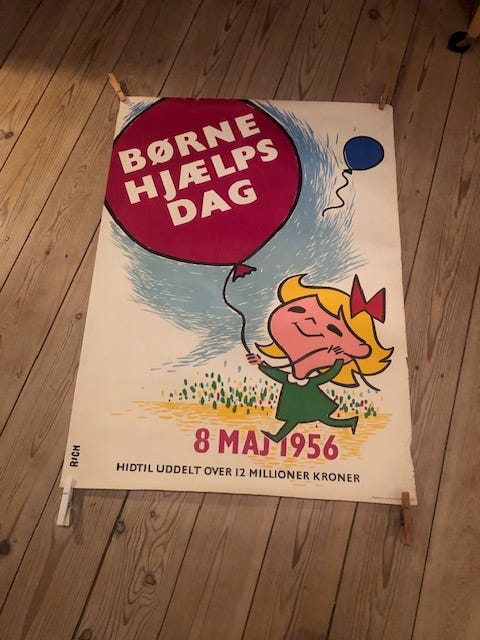 BØRNE
HJÆLPS
DAG
8 MAJ 1956
RICH
HIDTIL UDDELT OVER 12 MILLIONER KRONER